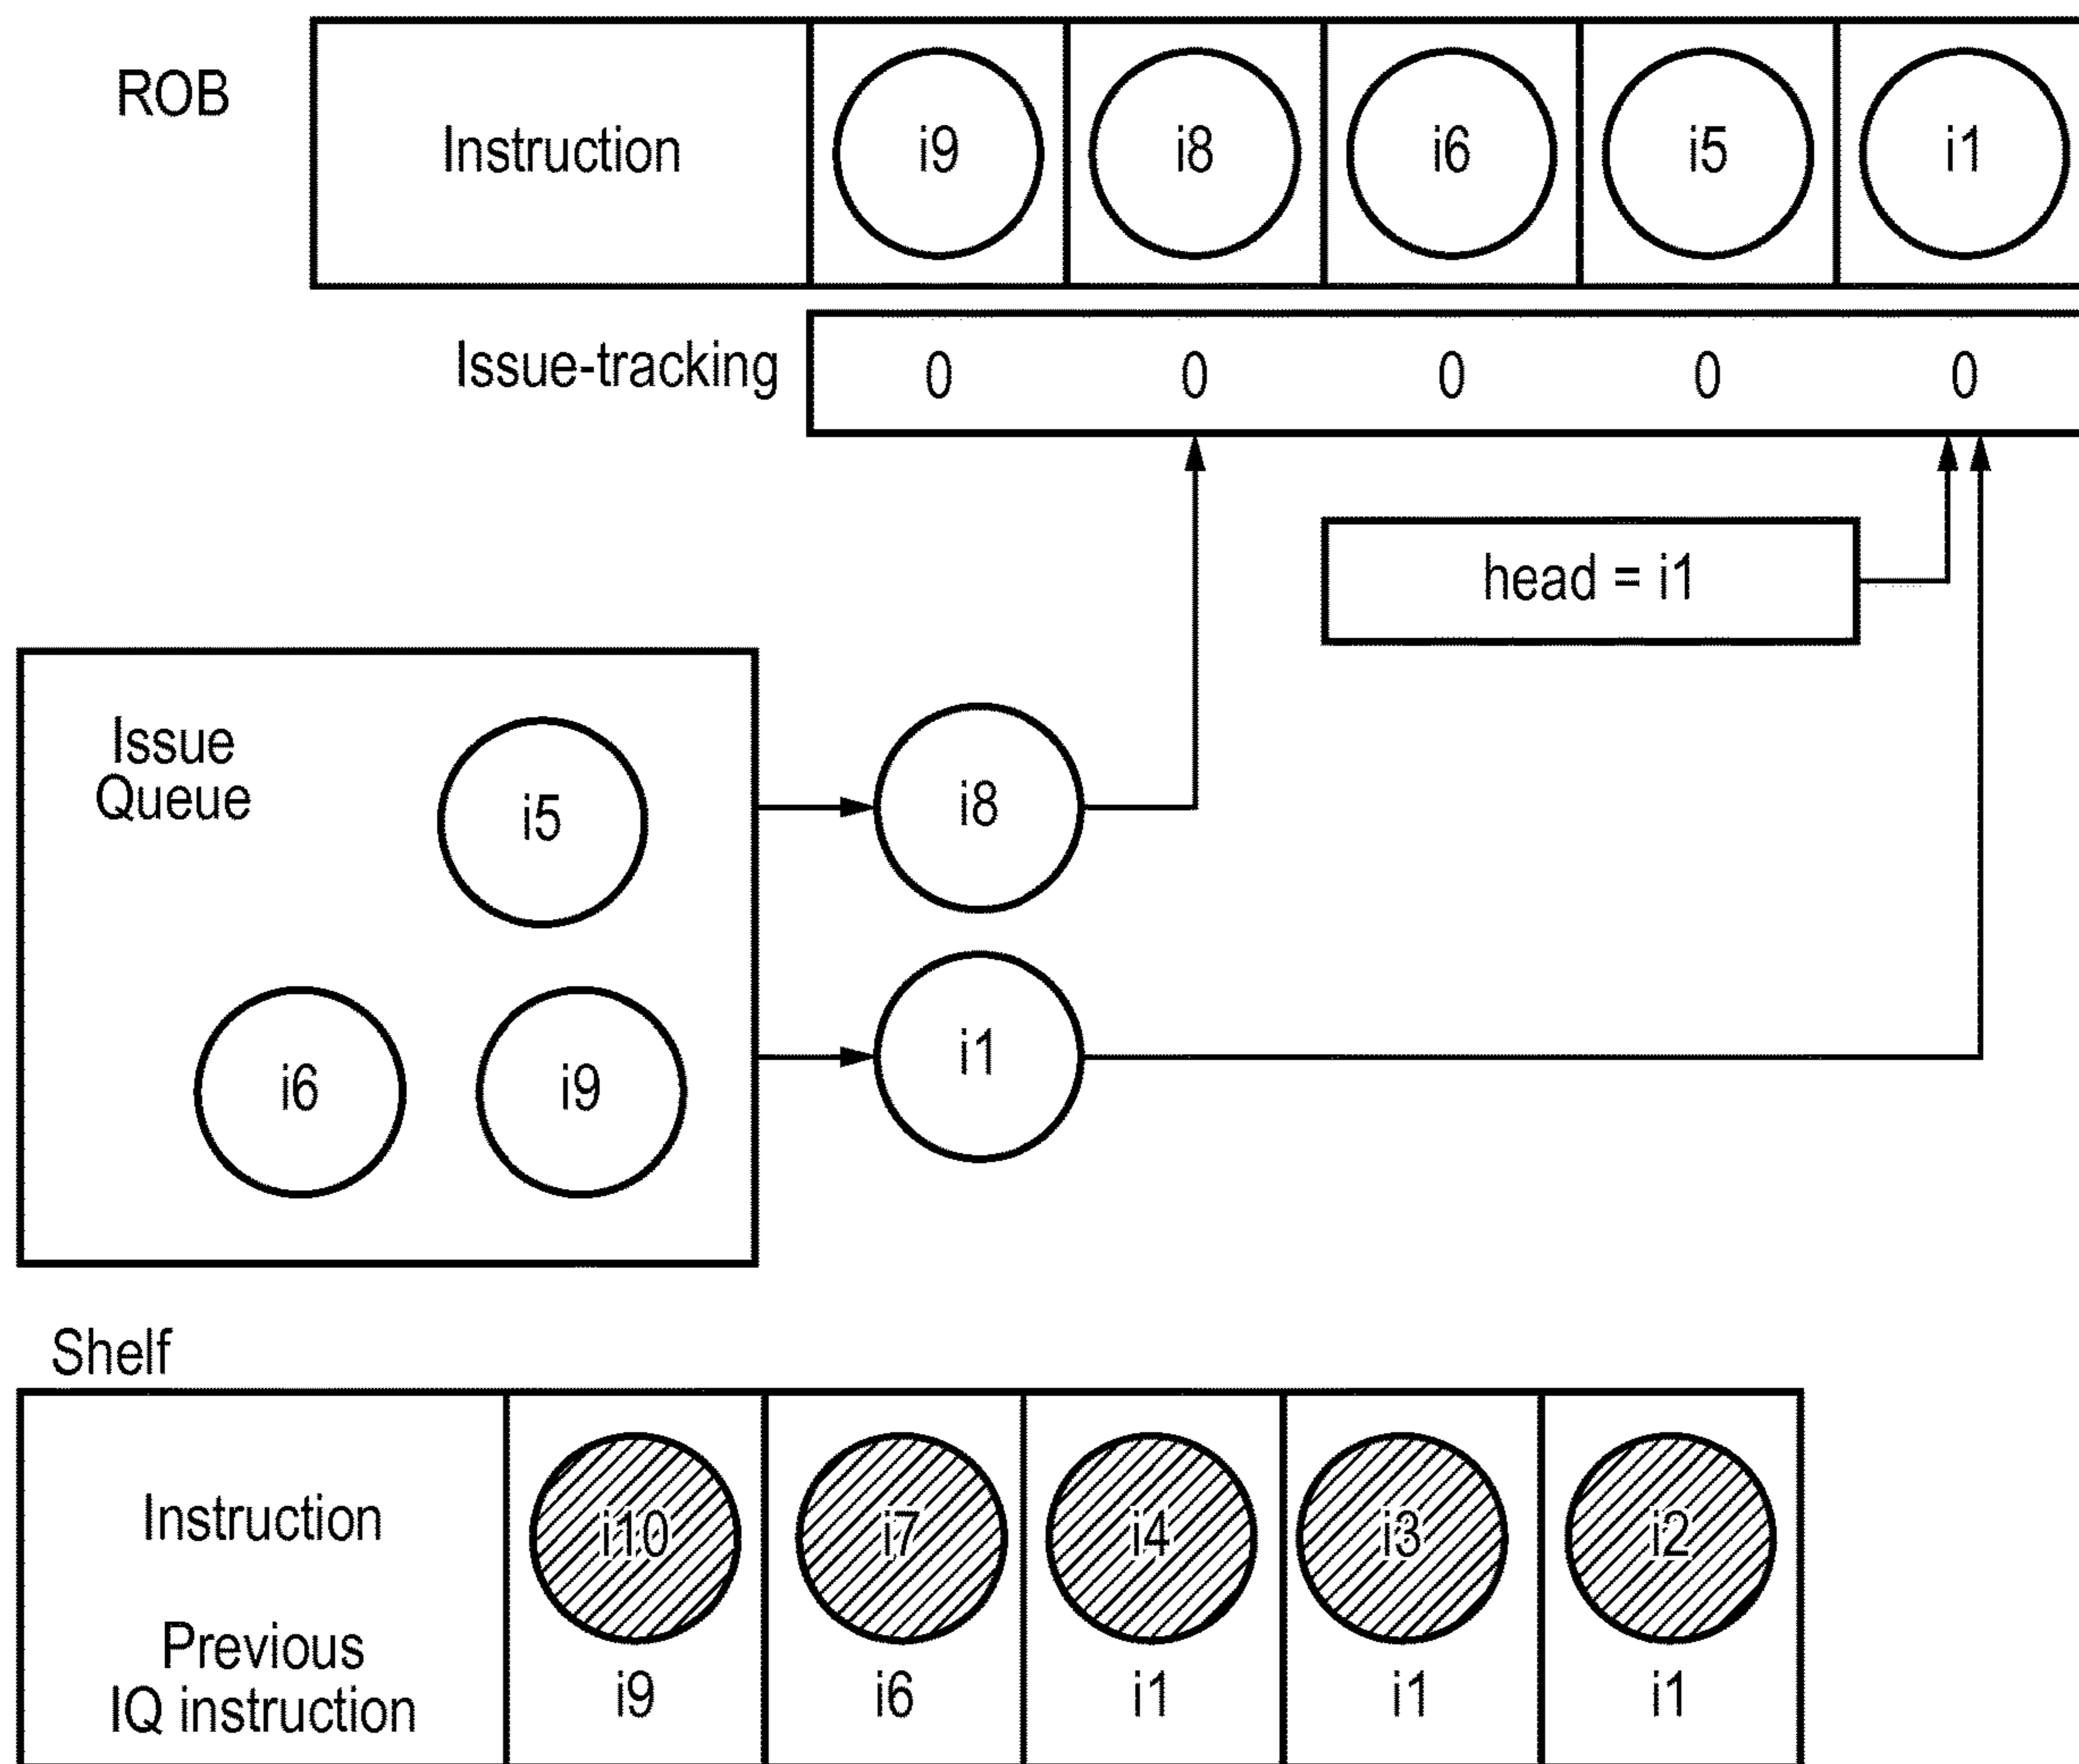 ROB
Instruction
i9
i8
i6
i5
i1
Issue-tracking
0
0
0
0
0
head = i1
Issue
Queue
i5
i8
i6
i9
i1
Shelf
Instruction
i10
i7
i4
i3
i2
Previous
IQ instruction
i9
i6
i1
i1
i1